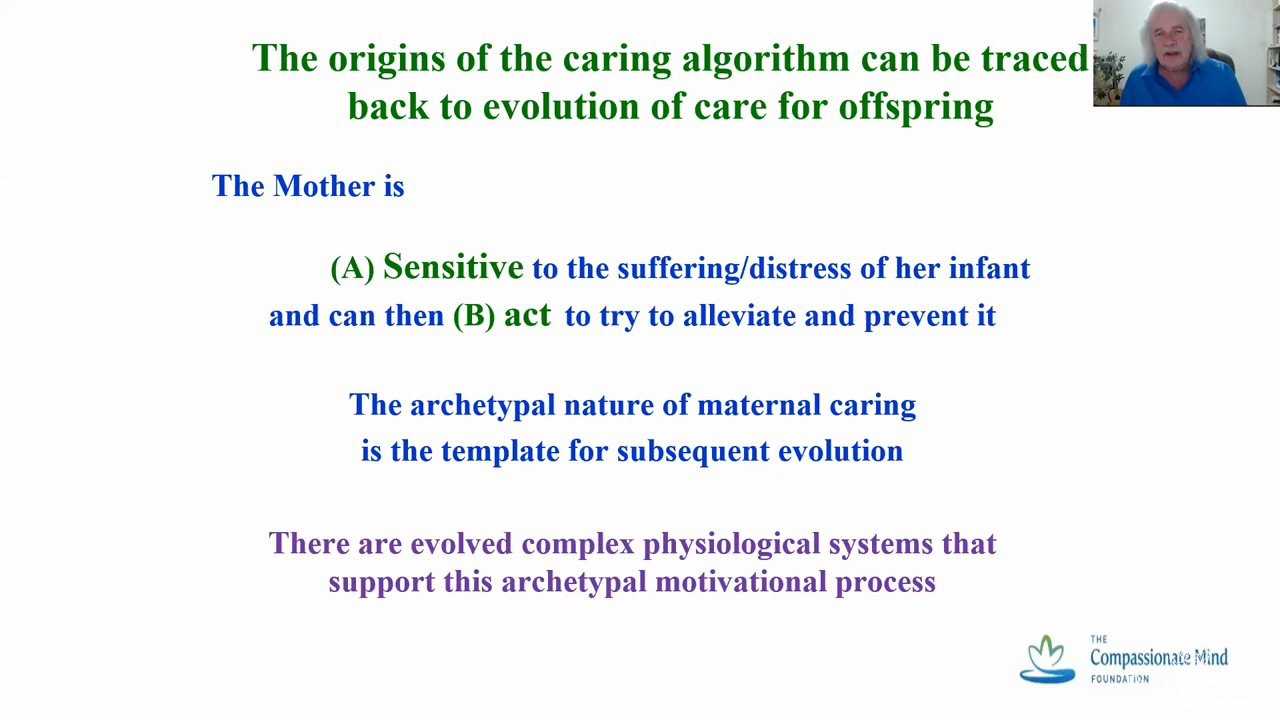 The origins of the caring algorithm can be traced
back to evolution of care for offspring
The Mother is
(A) Sensitive to the suffering/distress of her infant
and can then (B) act to try to alleviate and prevent it
The archetypal nature of maternal caring
is the template for subsequent evolution
There are evolved complex physiological systems that
support this archetypal motivational process
THE
Compassionate Mind
FOUNDATION